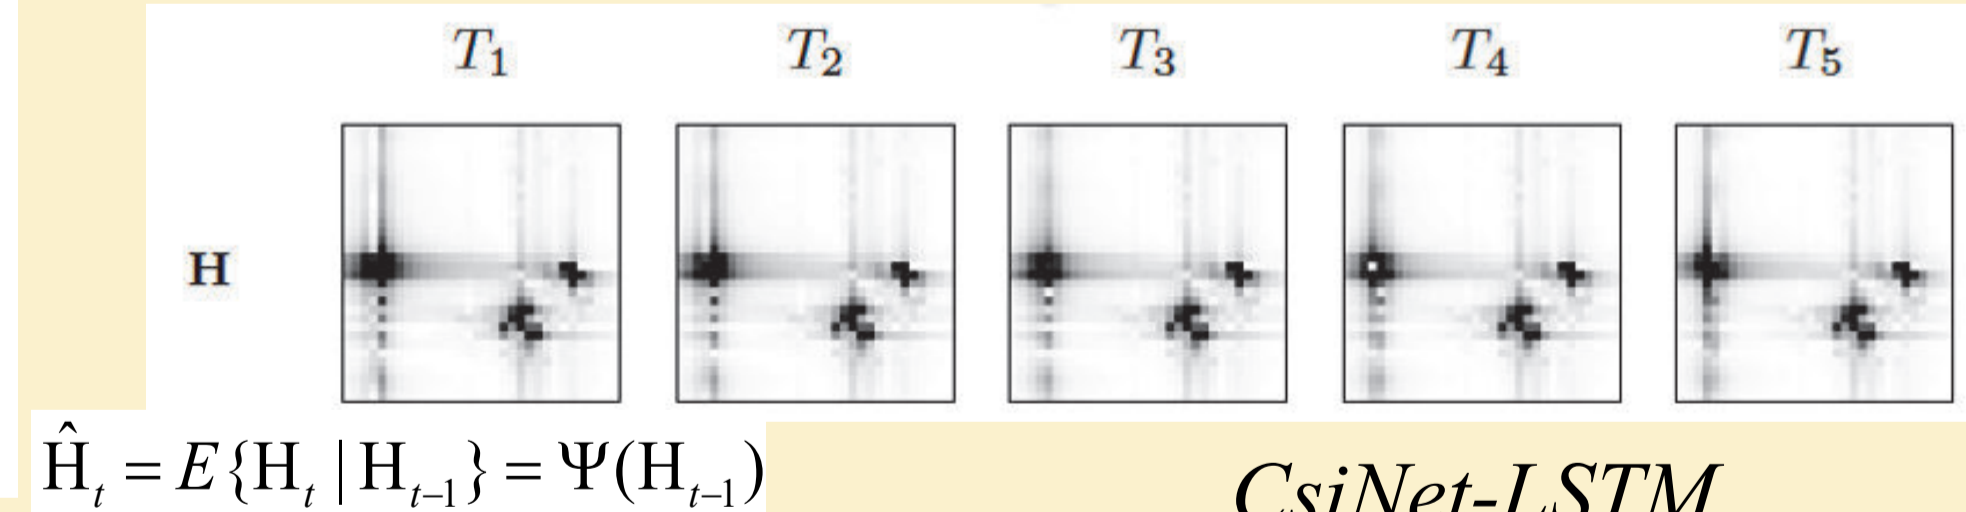 T₁ T₂ T₃ T₄ T₅
H
Ĥₜ = E{Hₜ | Hₜ₋₁} = Ψ(Hₜ₋₁)
CsiNet-LSTM